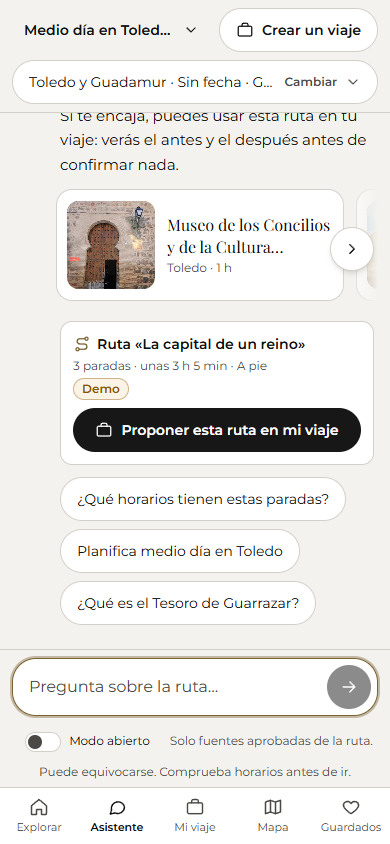 Medio día en Toled...
Crear un viaje
Toledo y Guadamur · Sin fecha · G...
Cambiar
Si te encaja, puedes usar esta ruta en tu
viaje: verás el antes y el después antes de
confirmar nada.
Museo de los Concilios
y de la Cultura...
Toledo · 1 h
Ruta «La capital de un reino»
3 paradas · unas 3 h 5 min · A pie
Demo
Proponer esta ruta en mi viaje
¿Qué horarios tienen estas paradas?
Planifica medio día en Toledo
¿Qué es el Tesoro de Guarrazar?
Pregunta sobre la ruta...
Modo abierto
Solo fuentes aprobadas de la ruta.
Puede equivocarse. Comprueba horarios antes de ir.
Explorar
Asistente
Mi viaje
Mapa
Guardados